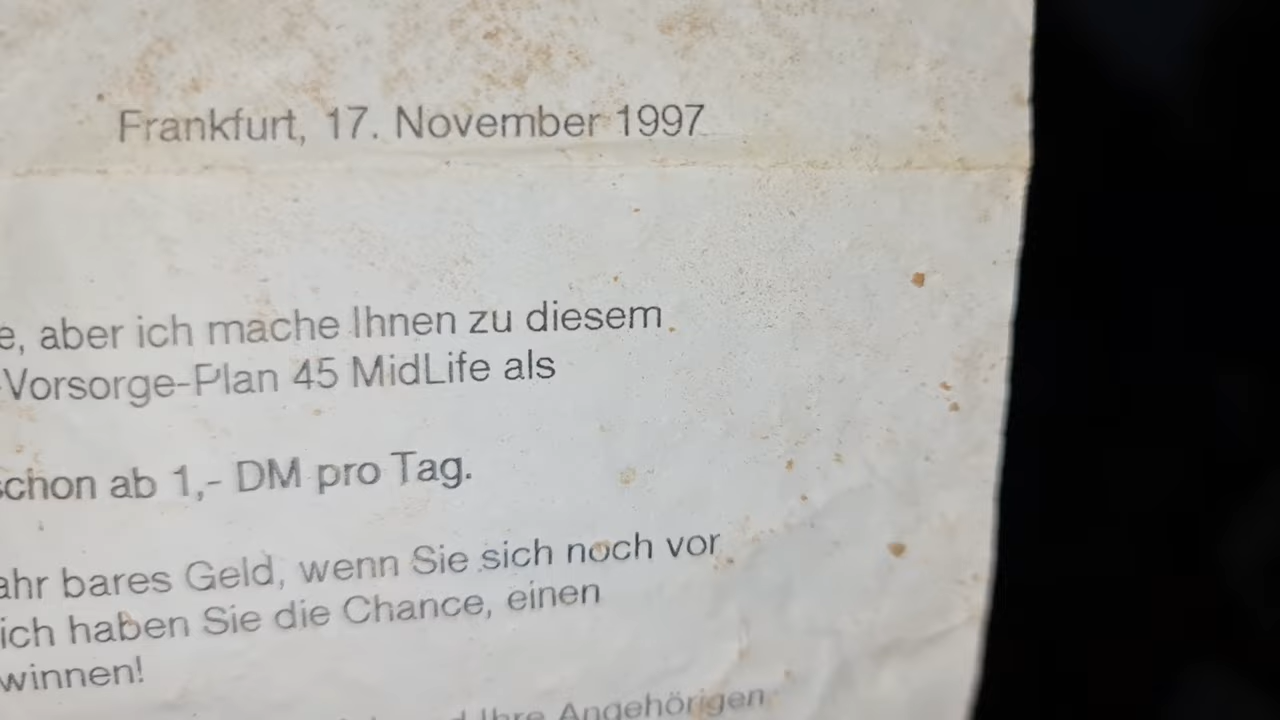 Frankfurt, 17. November 1997
e, aber ich mache Ihnen zu diesem
-Vorsorge-Plan 45 MidLife als
schon ab 1,- DM pro Tag.
ahr bares Geld, wenn Sie sich noch vor
ich haben Sie die Chance, einen
winnen!
Ihre Angehörigen